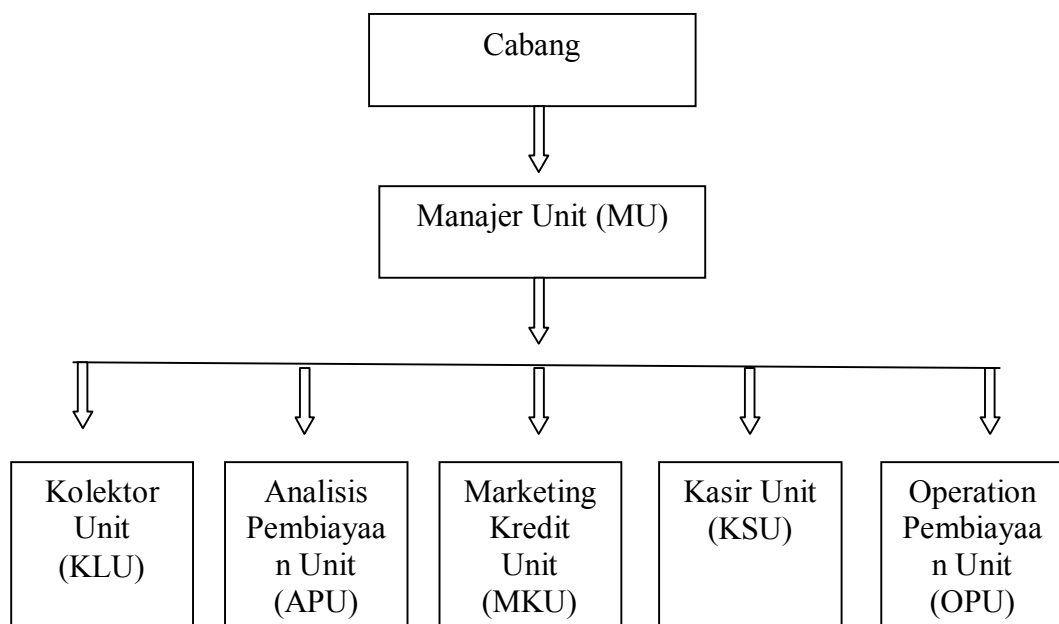 Cabang
Manajer Unit (MU)
Kolektor
Unit
(KLU)
Analisis
Pembiayaa
n Unit
(APU)
Marketing
Kredit
Unit
(MKU)
Kasir Unit
(KSU)
Operation
Pembiayaa
n Unit
(OPU)